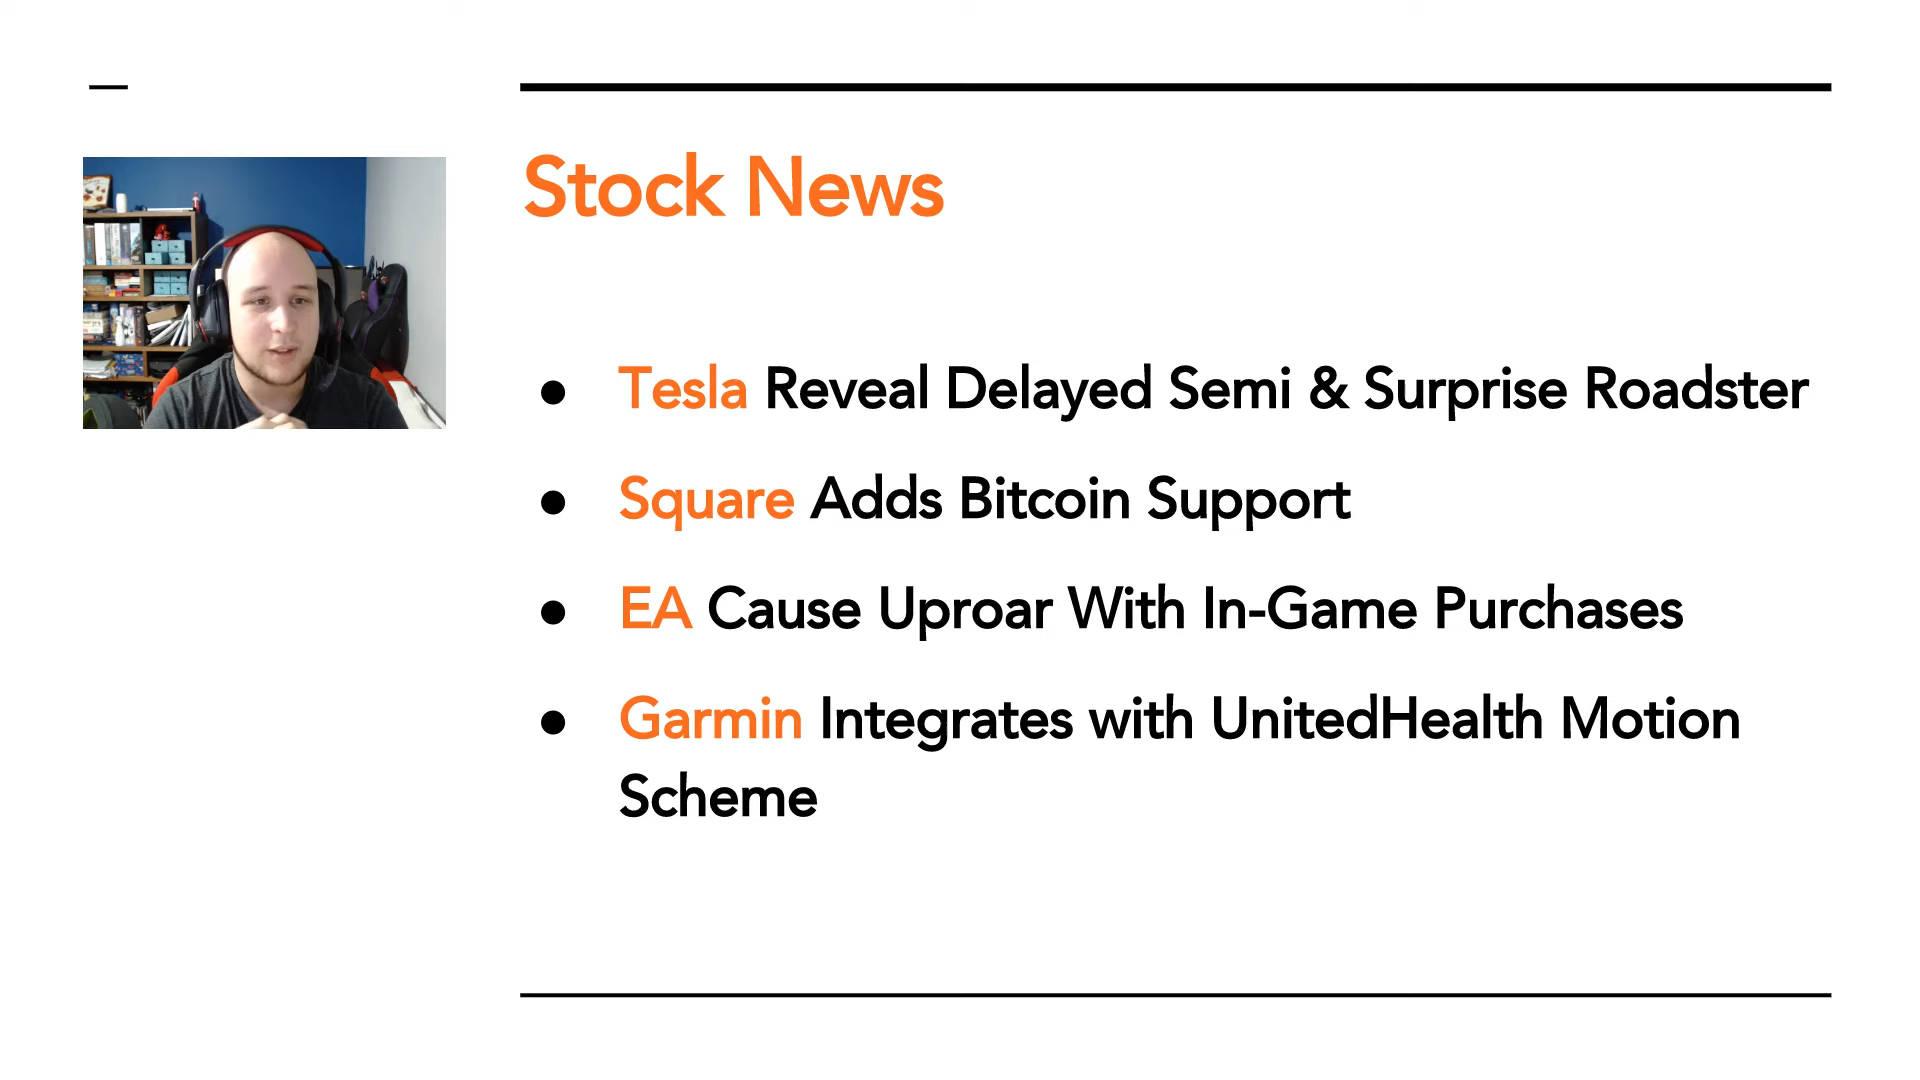 Stock News
● Tesla Reveal Delayed Semi & Surprise Roadster
● Square Adds Bitcoin Support
● EA Cause Uproar With In-Game Purchases
● Garmin Integrates with UnitedHealth Motion
Scheme